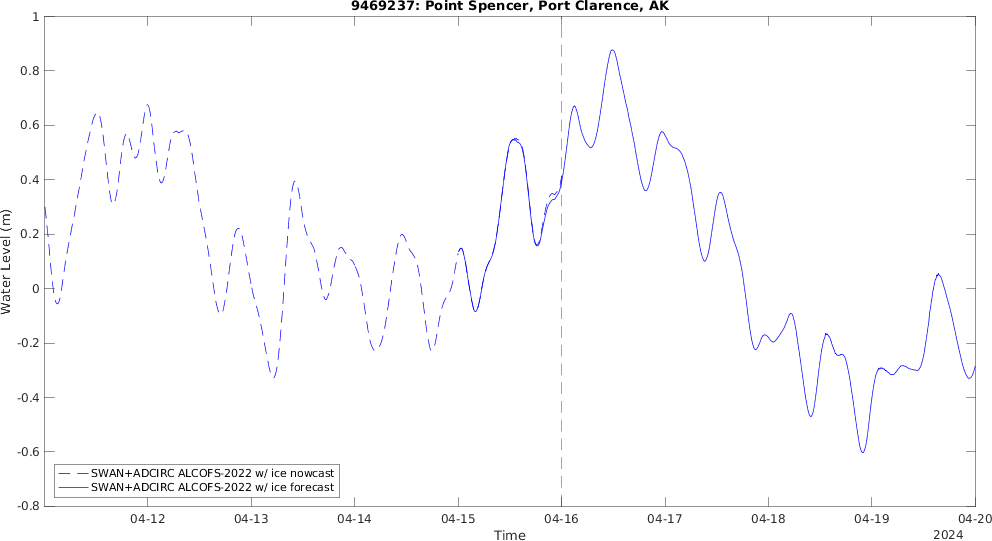 9469237: Point Spencer, Port Clarence, AK
Water Level (m)
1
0.8
0.6
0.4
0.2
0
-0.2
-0.4
-0.6
-0.8
SWAN+ADCIRC ALCOFS-2022 w/ ice nowcast
SWAN+ADCIRC ALCOFS-2022 w/ ice forecast
04-12 04-13 04-14 04-15 04-16 04-17 04-18 04-19 04-20
Time
2024